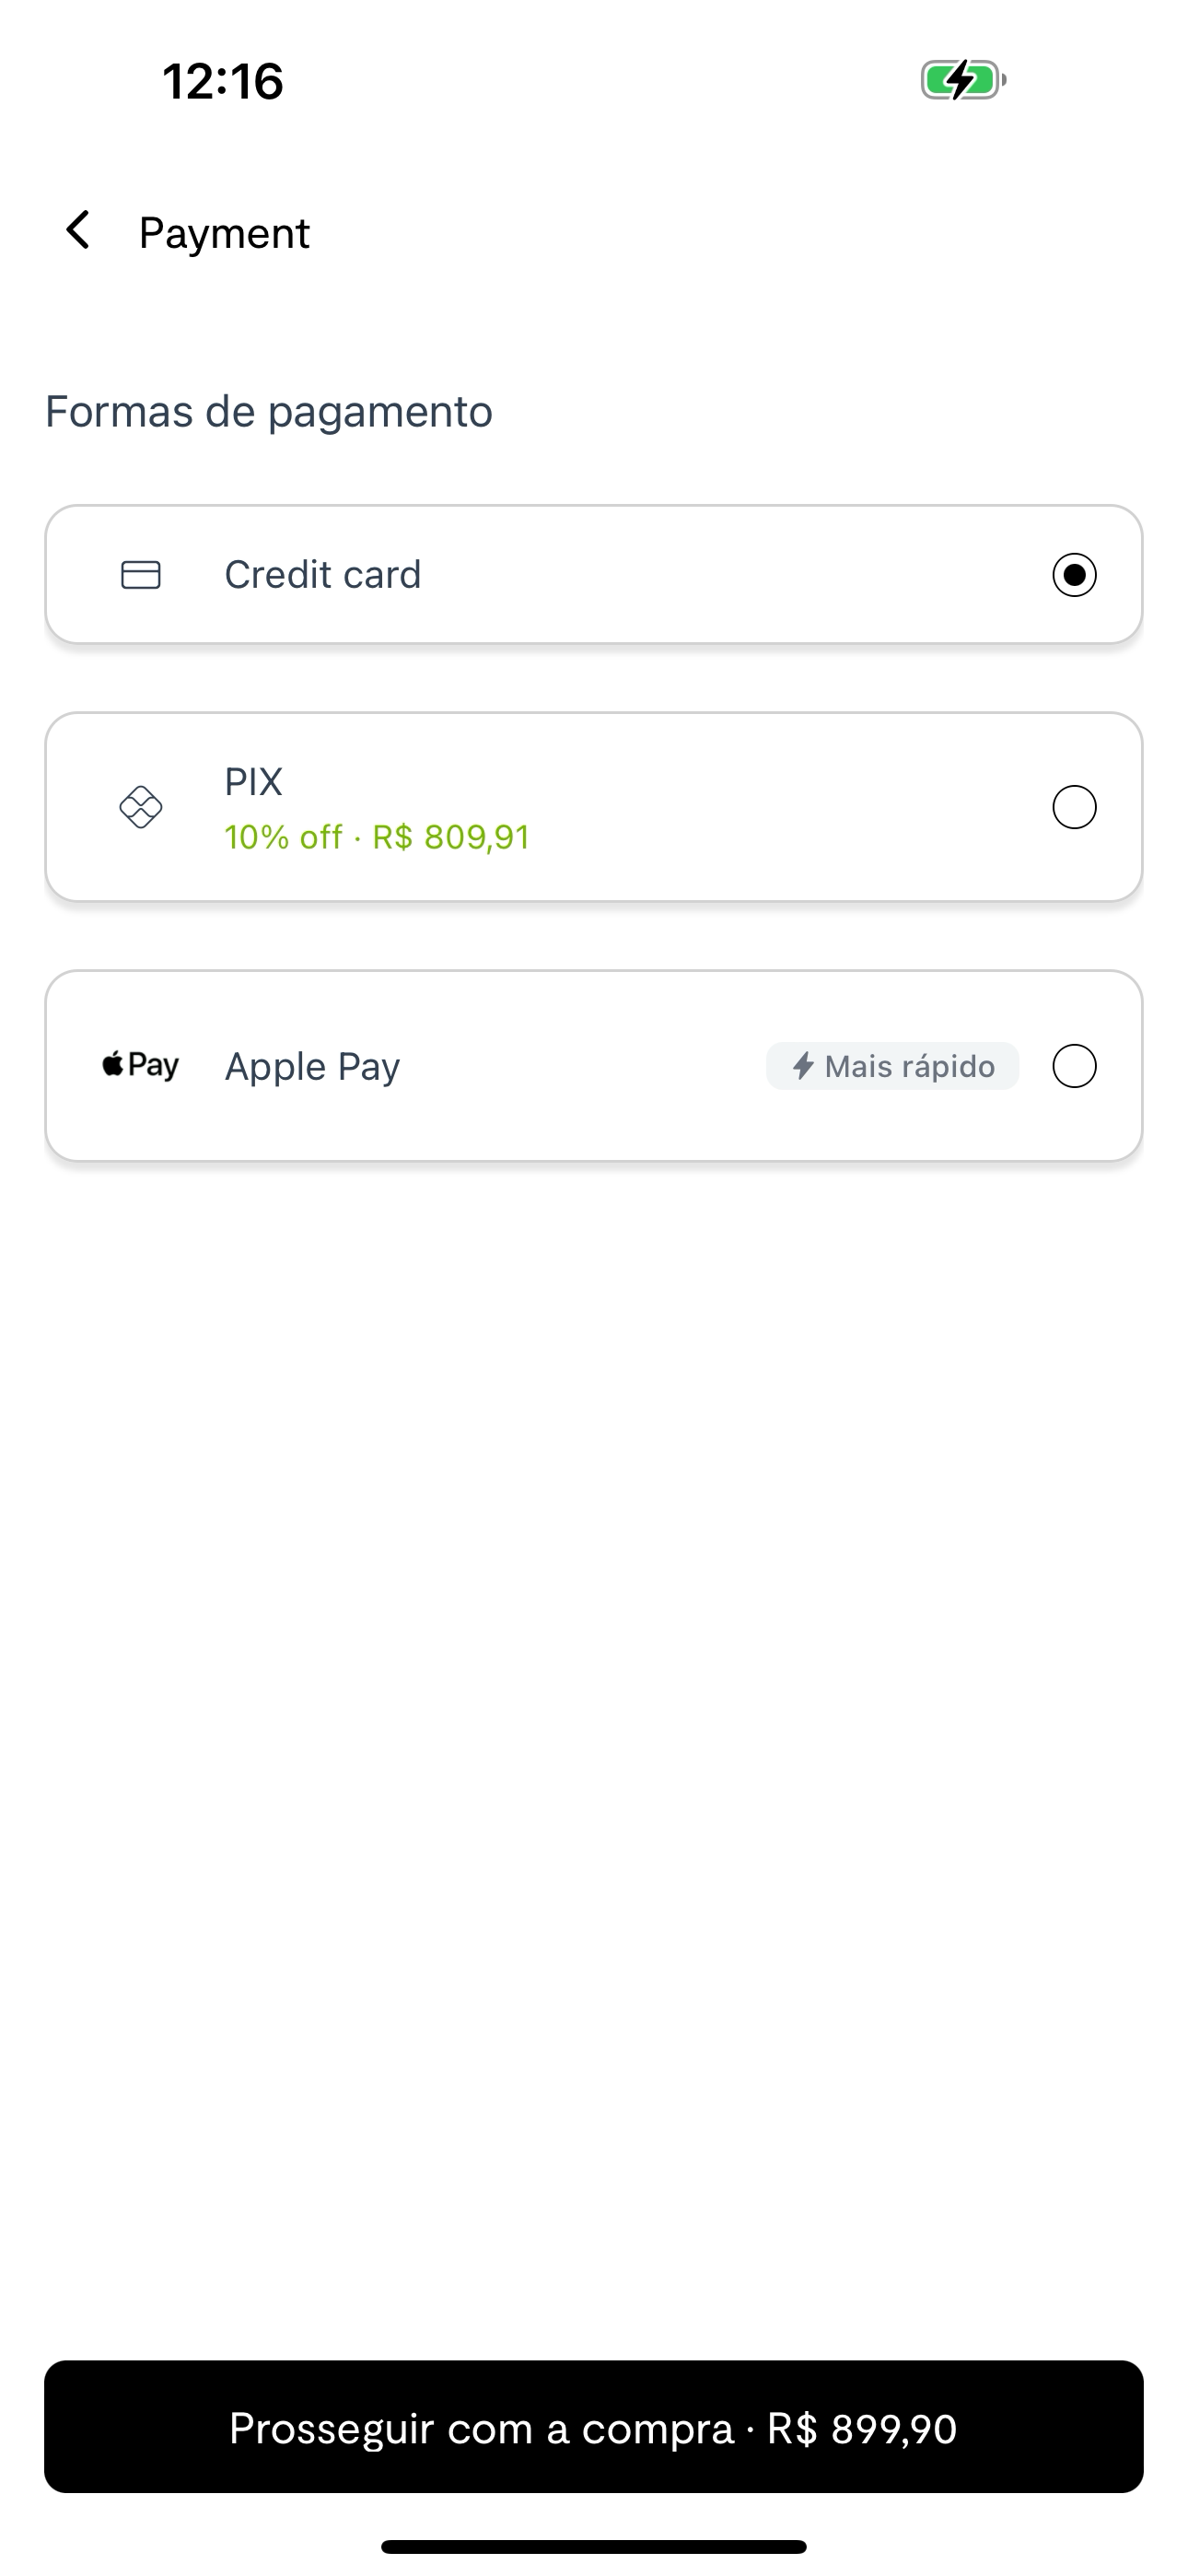 12:16
Payment
Formas de pagamento
Credit card
PIX
10% off · R$ 809,91
Pay Apple Pay Mais rápido
Prosseguir com a compra · R$ 899,90